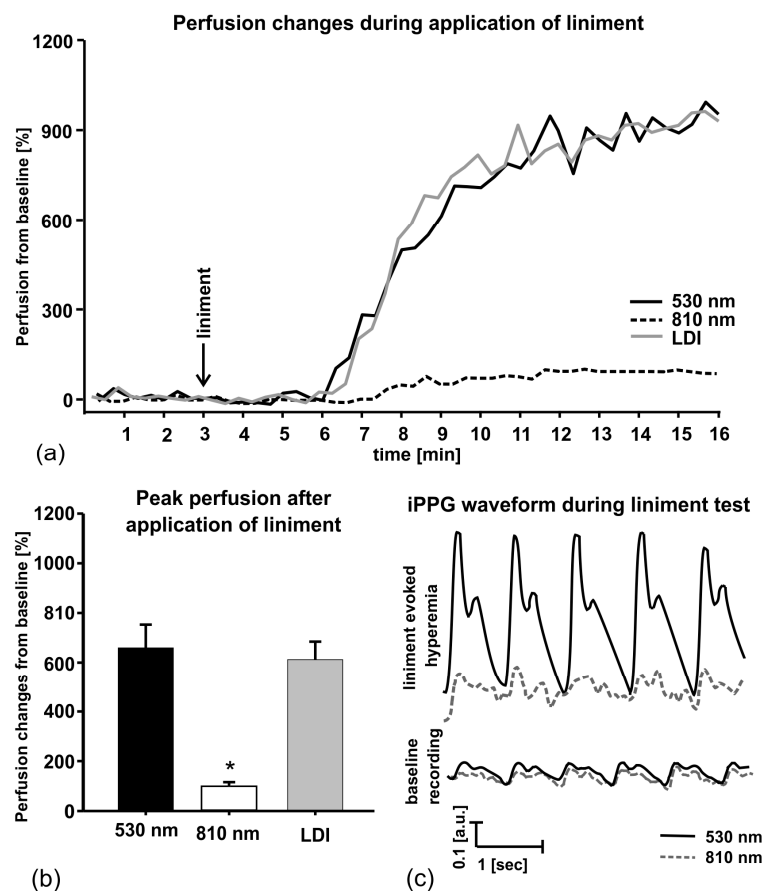 Perfusion changes during application of liniment
Perfusion from baseline [%]
1200
900
600
300
0
liniment
530 nm
810 nm
LDI
1 2 3 4 5 6 7 8 9 10 11 12 13 14 15 16
time [min]
(a)
Peak perfusion after
application of liniment
Perfusion changes from baseline [%]
1200
1000
810
600
400
200
0
*
530 nm 810 nm LDI
(b)
iPPG waveform during liniment test
liniment evoked
hyperemia
baseline
recording
0.1 [a.u.]
1 [sec]
530 nm
810 nm
(c)